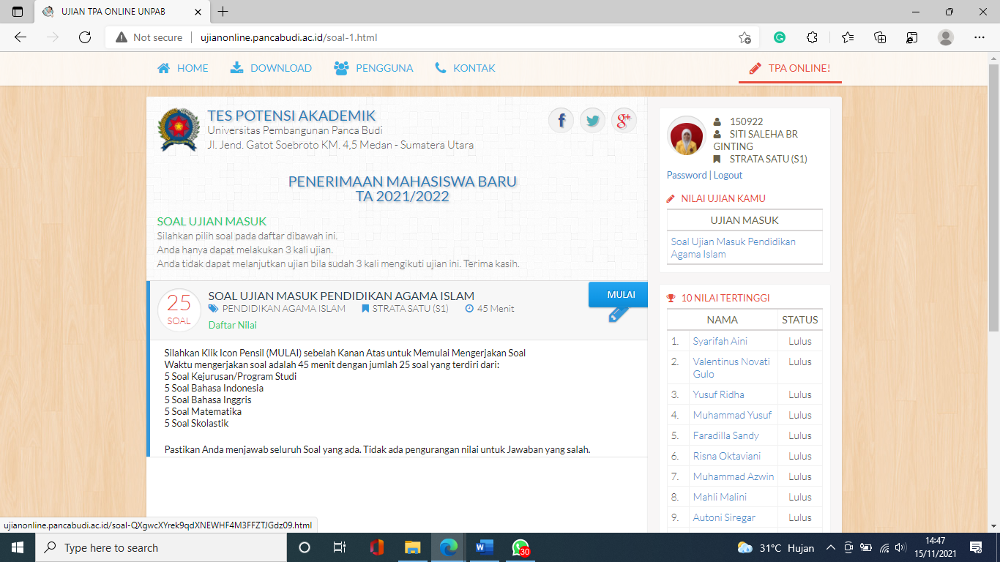 UJIAN TPA ONLINE UNPAB
Not secure
ujianonline.pancabudi.ac.id/soal-1.html
HOME
DOWNLOAD
PENGGUNA
KONTAK
TPA ONLINE!
TES POTENSI AKADEMIK
Universitas Pembangunan Panca Budi
Jl. Jend. Gatot Soebroto KM. 4,5 Medan - Sumatera Utara
PENERIMAAN MAHASISWA BARU
TA 2021/2022
SOAL UJIAN MASUK
Silahkan pilih soal pada daftar dibawah ini.
Anda hanya dapat melakukan 3 kali ujian.
Anda tidak dapat melanjutkan ujian bila sudah 3 kali mengikuti ujian ini. Terima kasih.
25
SOAL
SOAL UJIAN MASUK PENDIDIKAN AGAMA ISLAM
PENDIDIKAN AGAMA ISLAM STRATA SATU (S1) 45 Menit
Daftar Nilai
MULAI
Silahkan Klik Icon Pensil (MULAI) sebelah Kanan Atas untuk Memulai Mengerjakan Soal
Waktu mengerjakan soal adalah 45 menit dengan jumlah 25 soal yang terdiri dari:
5 Soal Kejurusan/Program Studi
5 Soal Bahasa Indonesia
5 Soal Bahasa Inggris
5 Soal Matematika
5 Soal Skolastik
Pastikan Anda menjawab seluruh Soal yang ada. Tidak ada pengurangan nilai untuk Jawaban yang salah.
150922
SITI SALEHA BR
GINTING
STRATA SATU (S1)
Password | Logout
NILAI UJIAN KAMU
UJIAN MASUK
Soal Ujian Masuk Pendidikan
Agama Islam
10 NILAI TERTINGGI
NAMA STATUS
1. Syarifah Aini Lulus
2. Valentinus Novati Lulus
Gulo
3. Yusuf Ridha Lulus
4. Muhammad Yusuf Lulus
5. Faradilla Sandy Lulus
6. Risna Oktaviani Lulus
7. Muhammad Azwin Lulus
8. Mahli Malini Lulus
9. Autoni Siregar Lulus
ujianonline.pancabudi.ac.id/soal-QXgwcXYrek9qdXNEWHF4M3FFZTJGdz09.html
Type here to search
30
31°C Hujan
14:47
15/11/2021